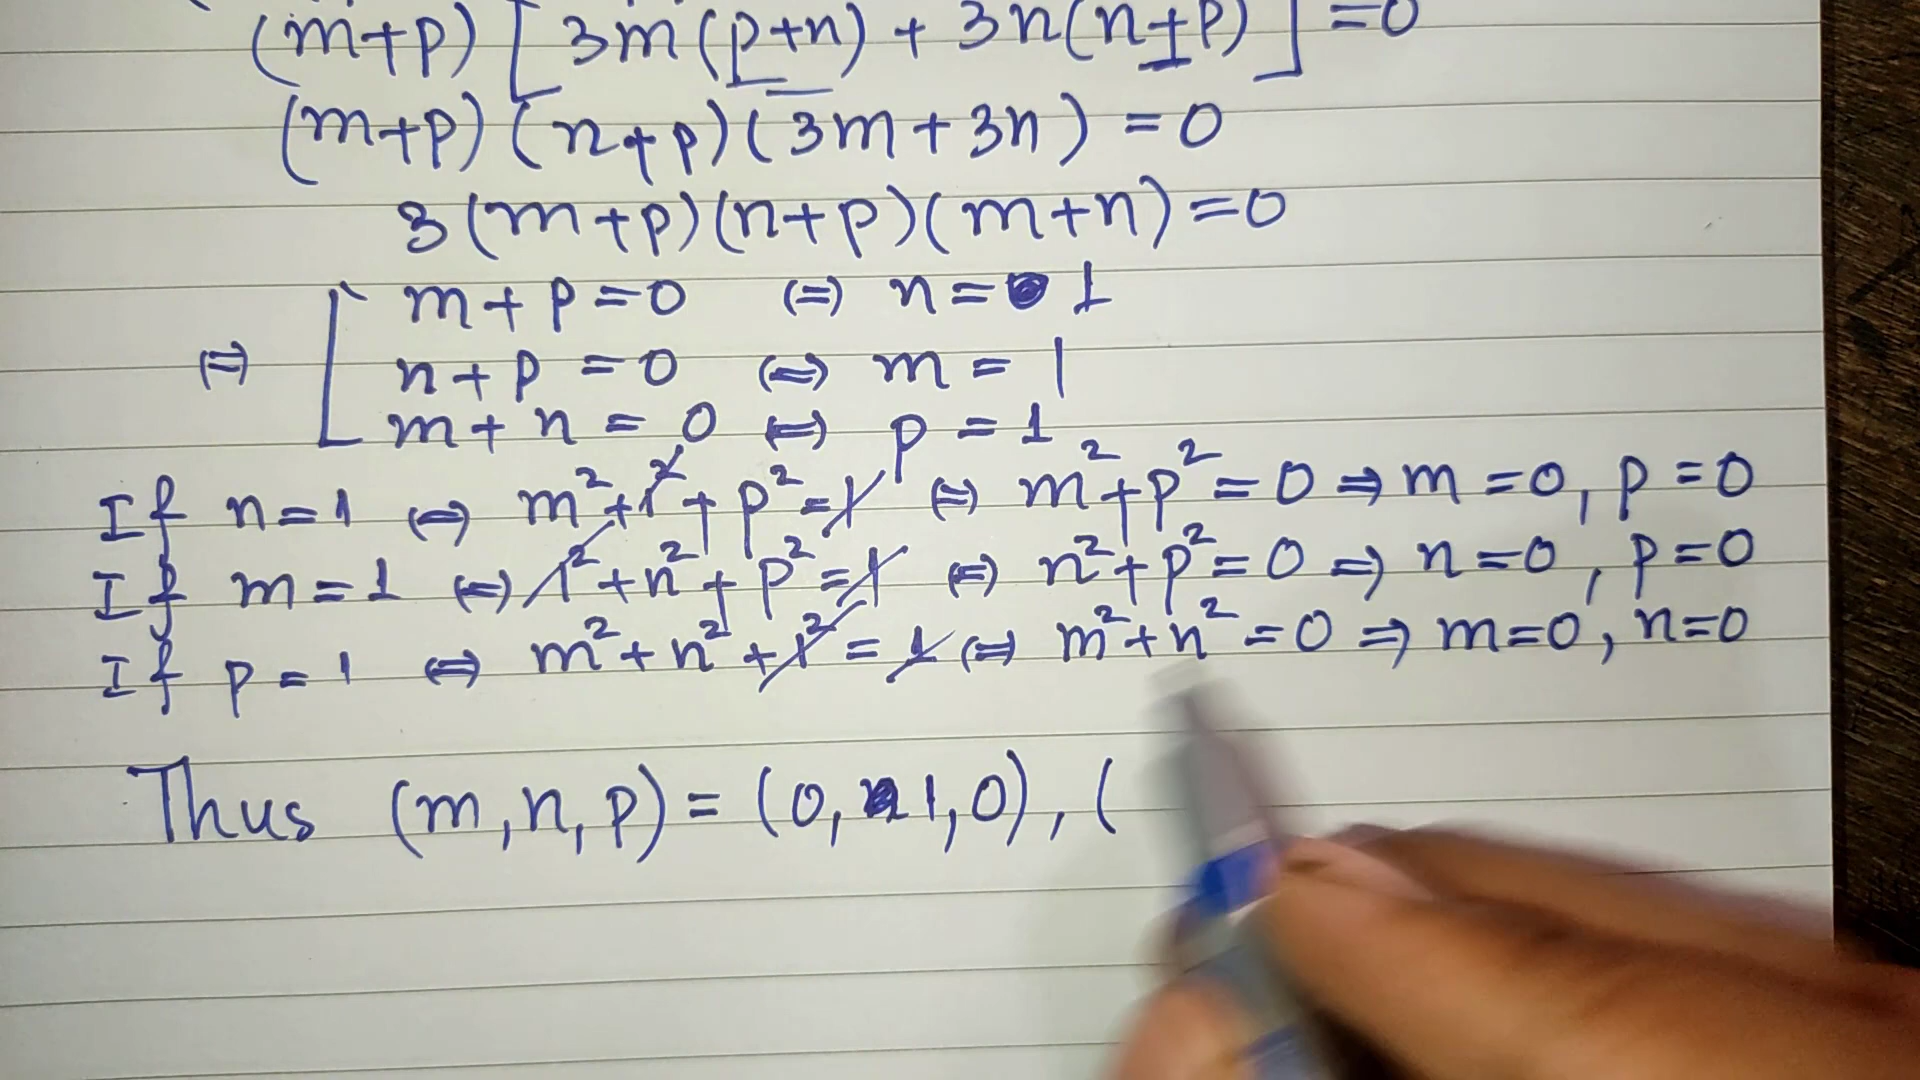 (m+p) [3m(p+n) + 3n(n+p)] = 0
(m+p) (n+p) (3m + 3n) = 0
3 (m+p) (n+p) (m+n) = 0
m + p = 0 ⇔ n = 1
⇔ [ n + p = 0 ⇔ m = 1
m + n = 0 ⇔ p = 1
If n = 1 ⇔ m² + 1² + p² = 1 ⇔ m² + p² = 0 ⇒ m = 0, p = 0
If m = 1 ⇔ 1² + n² + p² = 1 ⇔ n² + p² = 0 ⇒ n = 0, p = 0
If p = 1 ⇔ m² + n² + 1² = 1 ⇔ m² + n² = 0 ⇒ m = 0, n = 0
Thus (m, n, p) = (0, 1, 0), (